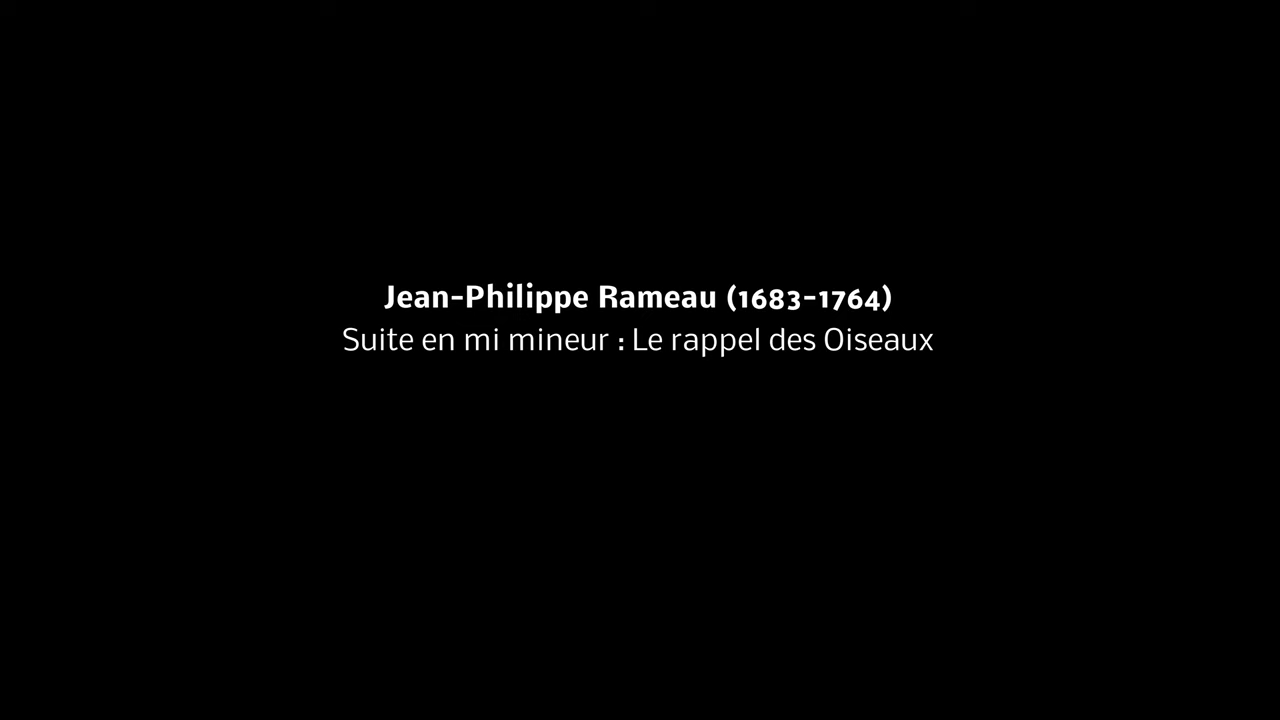 Jean-Philippe Rameau (1683-1764)
Suite en mi mineur : Le rappel des Oiseaux